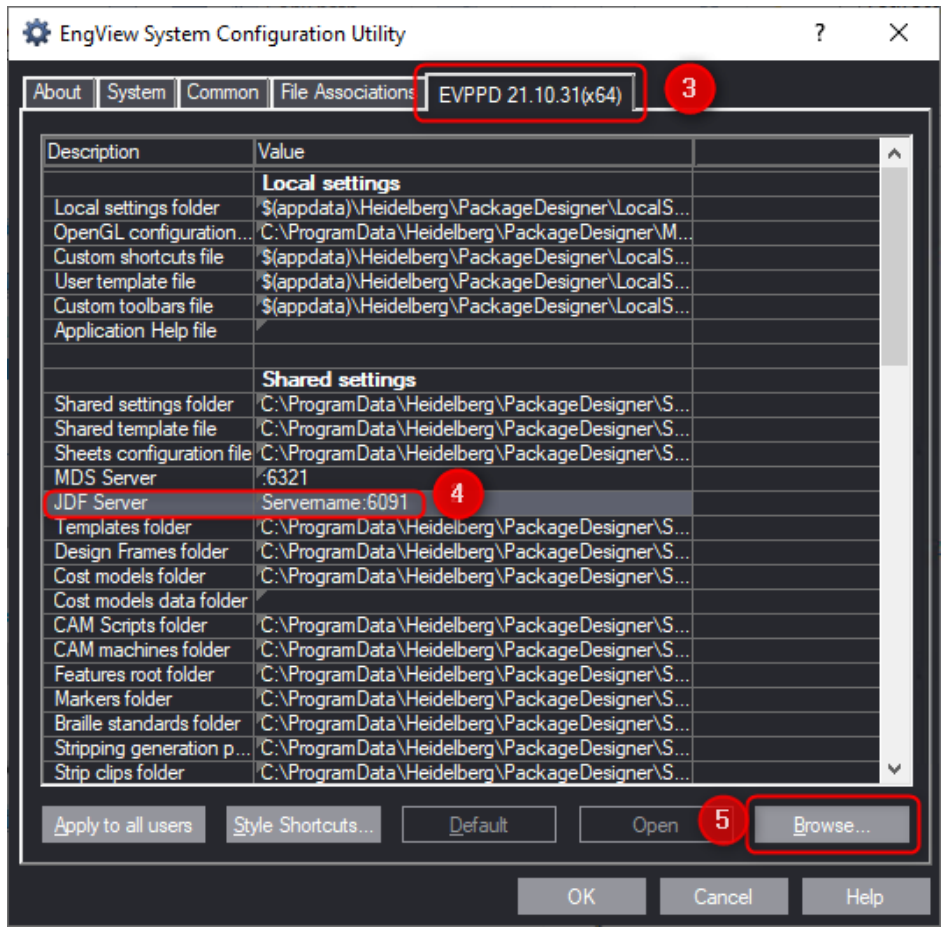 EngView System Configuration Utility ? ×
About System Common File Associations EVPPD 21.10.31(x64) 3
Description Value
Local settings
Local settings folder $(appdata)\Heidelberg\PackageDesigner\LocalS...
OpenGL configuration... C:\ProgramData\Heidelberg\PackageDesigner\M...
Custom shortcuts file $(appdata)\Heidelberg\PackageDesigner\LocalS...
User template file $(appdata)\Heidelberg\PackageDesigner\LocalS...
Custom toolbars file $(appdata)\Heidelberg\PackageDesigner\LocalS...
Application Help file
Shared settings
Shared settings folder C:\ProgramData\Heidelberg\PackageDesigner\S...
Shared template file C:\ProgramData\Heidelberg\PackageDesigner\S...
Sheets configuration file C:\ProgramData\Heidelberg\PackageDesigner\S...
MDS Server :6321
JDF Server Servername:6091 4
Templates folder C:\ProgramData\Heidelberg\PackageDesigner\S...
Design Frames folder C:\ProgramData\Heidelberg\PackageDesigner\S...
Cost models folder C:\ProgramData\Heidelberg\PackageDesigner\S...
Cost models data folder
CAM Scripts folder C:\ProgramData\Heidelberg\PackageDesigner\S...
CAM machines folder C:\ProgramData\Heidelberg\PackageDesigner\S...
Features root folder C:\ProgramData\Heidelberg\PackageDesigner\S...
Markers folder C:\ProgramData\Heidelberg\PackageDesigner\S...
Braille standards folder C:\ProgramData\Heidelberg\PackageDesigner\S...
Stripping generation p... C:\ProgramData\Heidelberg\PackageDesigner\S...
Strip clips folder C:\ProgramData\Heidelberg\PackageDesigner\S...
Apply to all users Style Shortcuts... Default Open 5 Browse...
OK Cancel Help